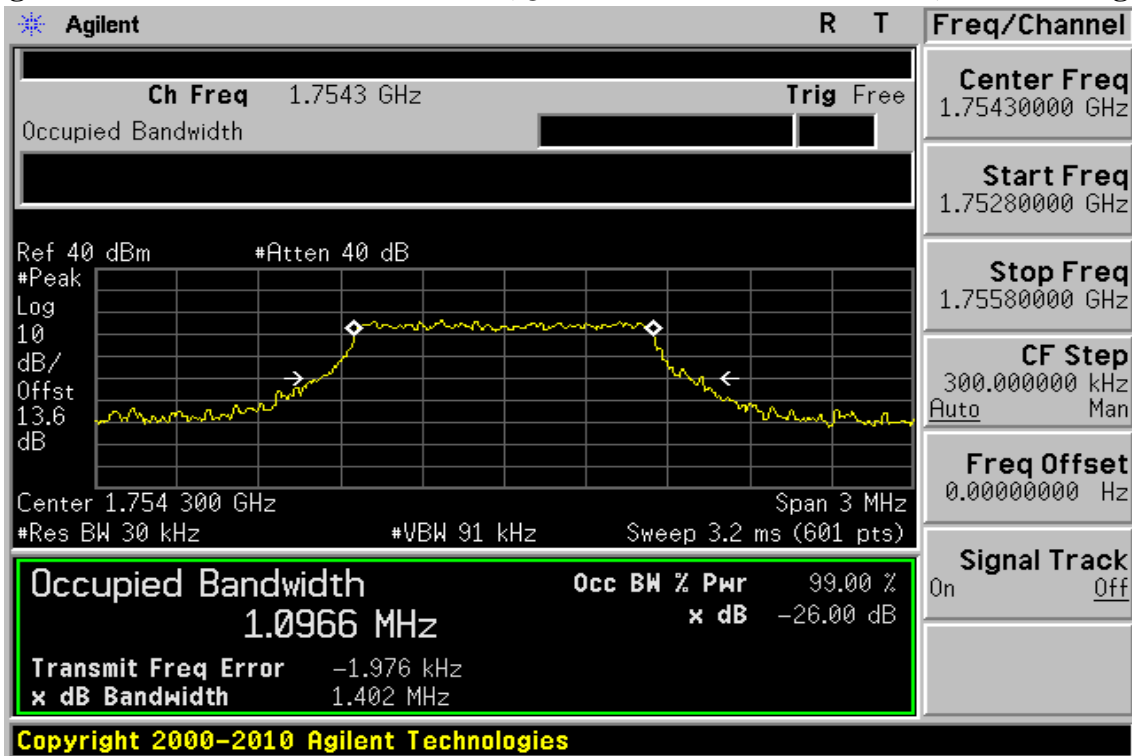 Agilent R T Freq/Channel
Ch Freq 1.7543 GHz Trig Free
Occupied Bandwidth
Center Freq
1.75430000 GHz
Start Freq
1.75280000 GHz
Stop Freq
1.75580000 GHz
CF Step
300.000000 kHz
Auto Man
Freq Offset
0.00000000 Hz
Signal Track
On Off
Ref 40 dBm #Atten 40 dB
#Peak
Log
10
dB/
Offst
13.6
dB
Center 1.754 300 GHz Span 3 MHz
#Res BW 30 kHz #VBW 91 kHz Sweep 3.2 ms (601 pts)
Occupied Bandwidth Occ BW % Pwr 99.00 %
1.0966 MHz x dB -26.00 dB
Transmit Freq Error -1.976 kHz
x dB Bandwidth 1.402 MHz
Copyright 2000-2010 Agilent Technologies